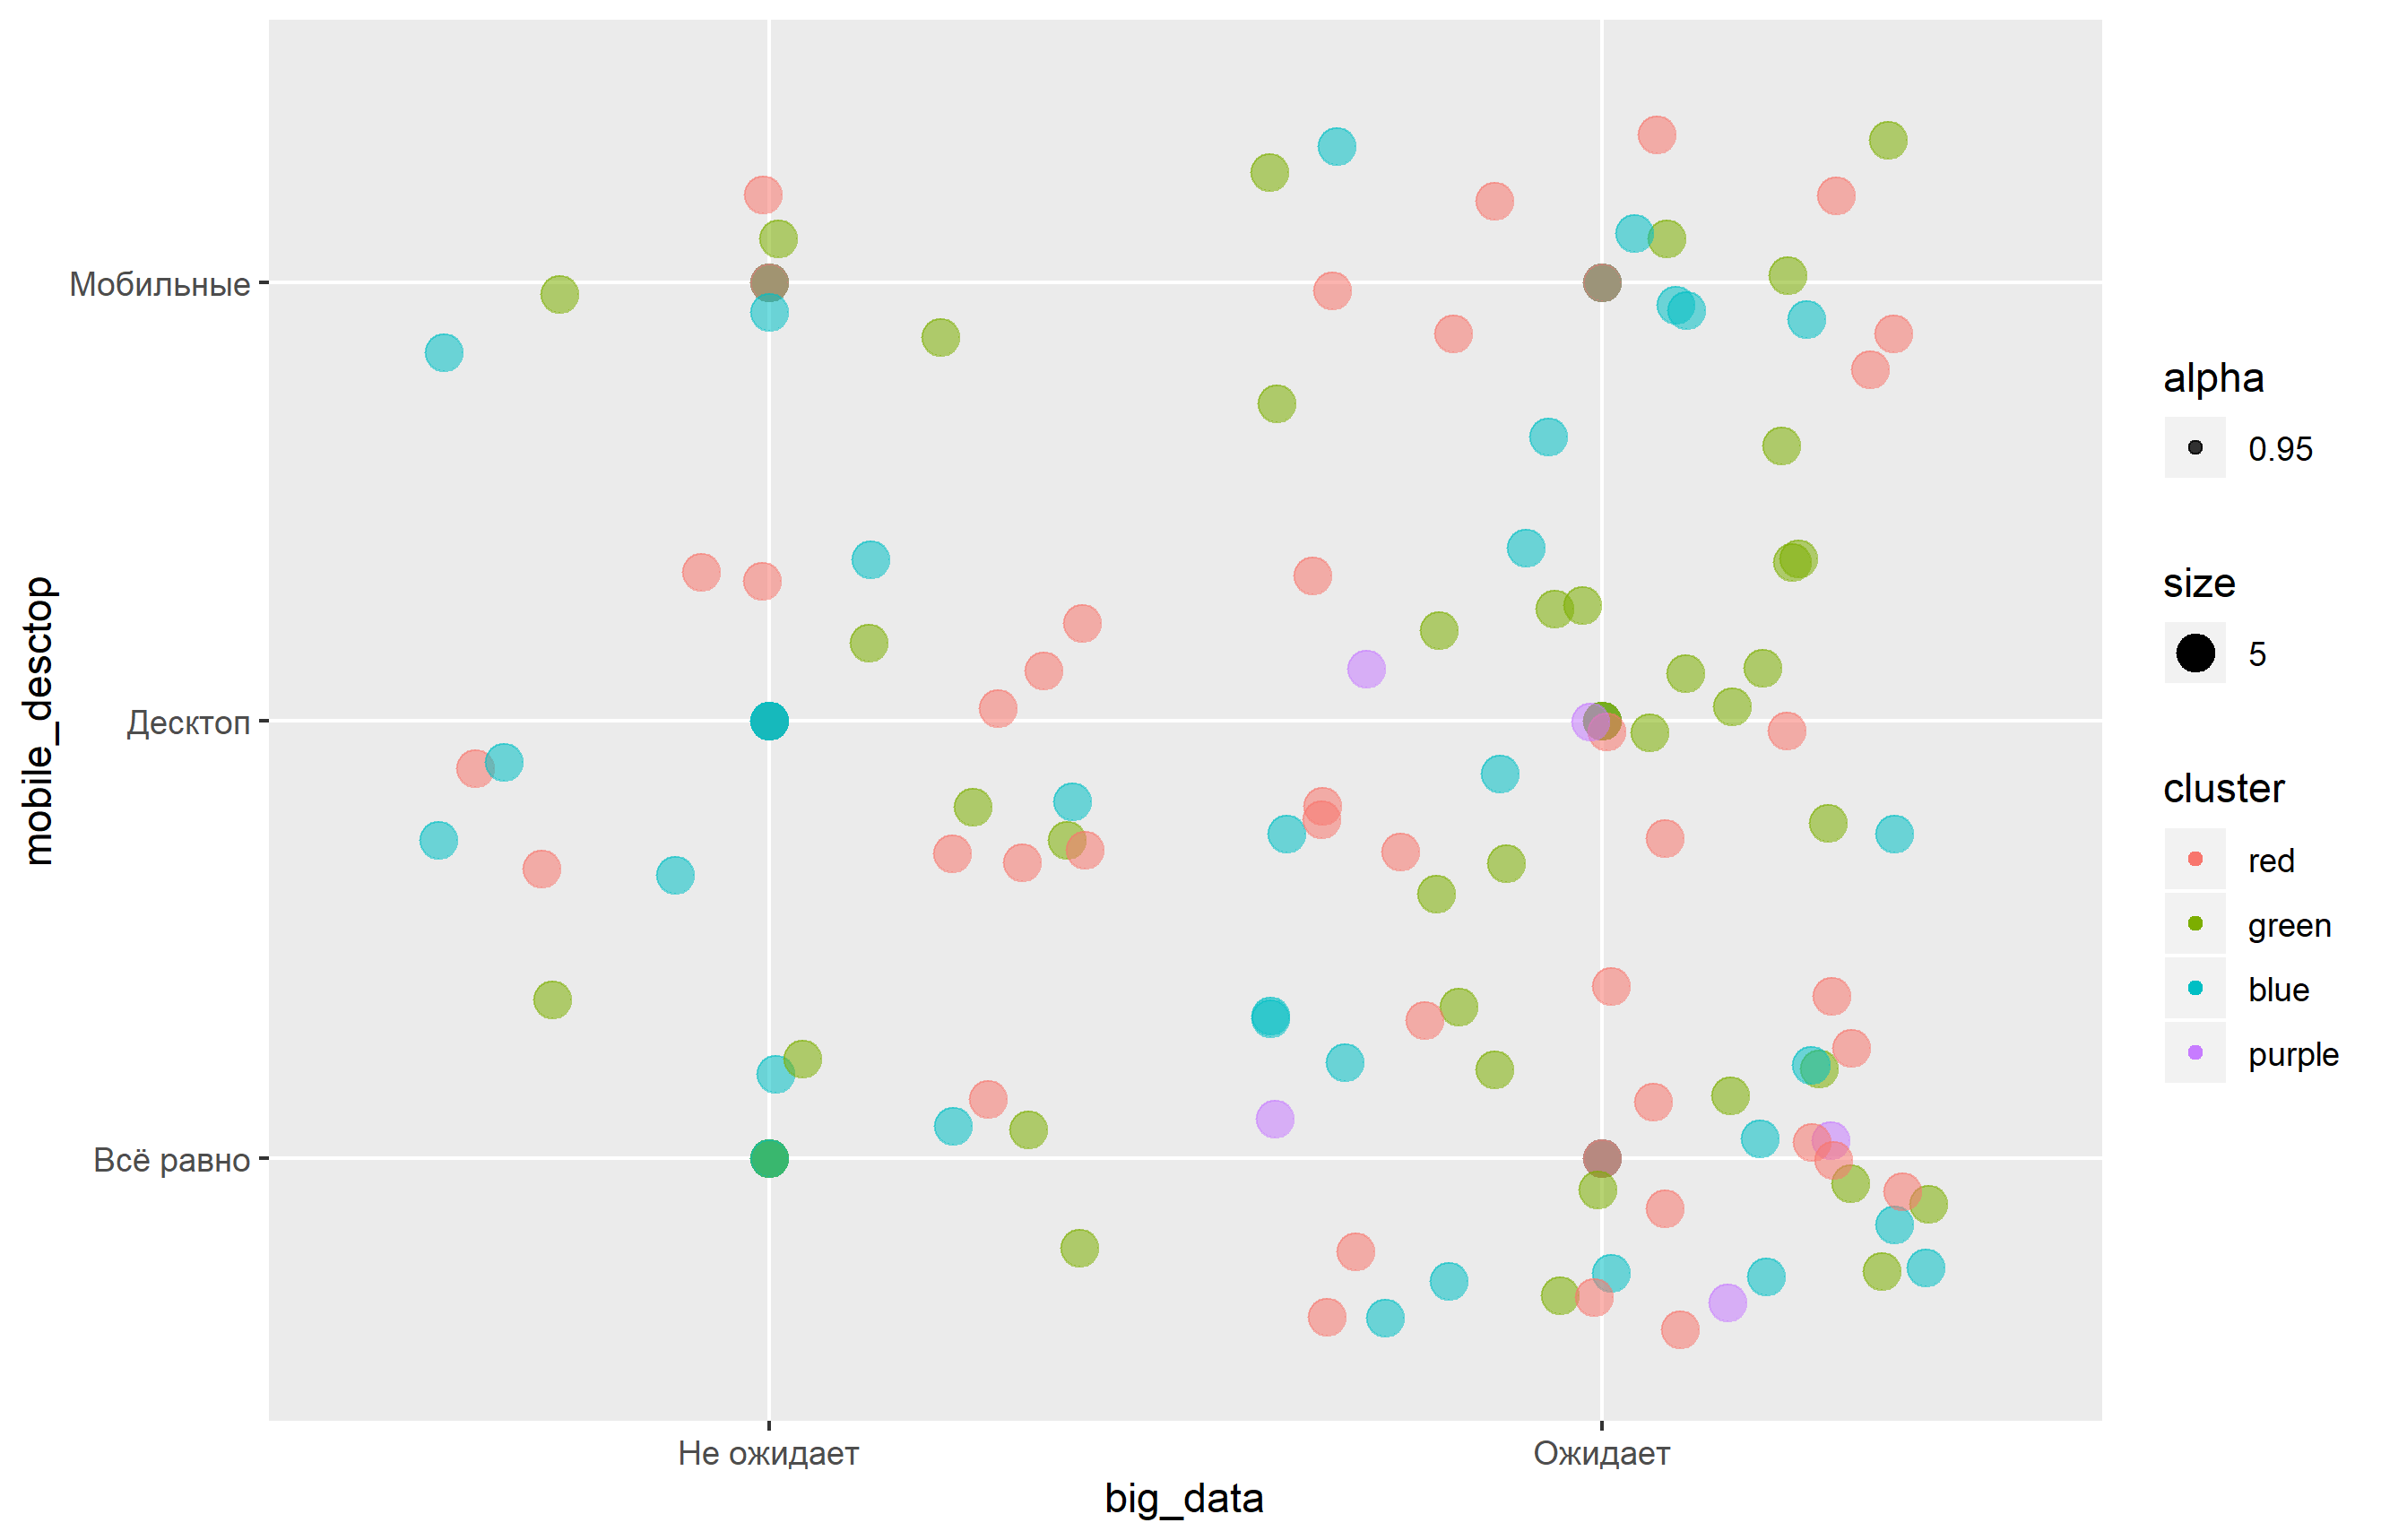 mobile_desctop
Мобильные
Десктоп
Всё равно
Не ожидает
Ожидает
big_data
alpha
0.95
size
5
cluster
red
green
blue
purple